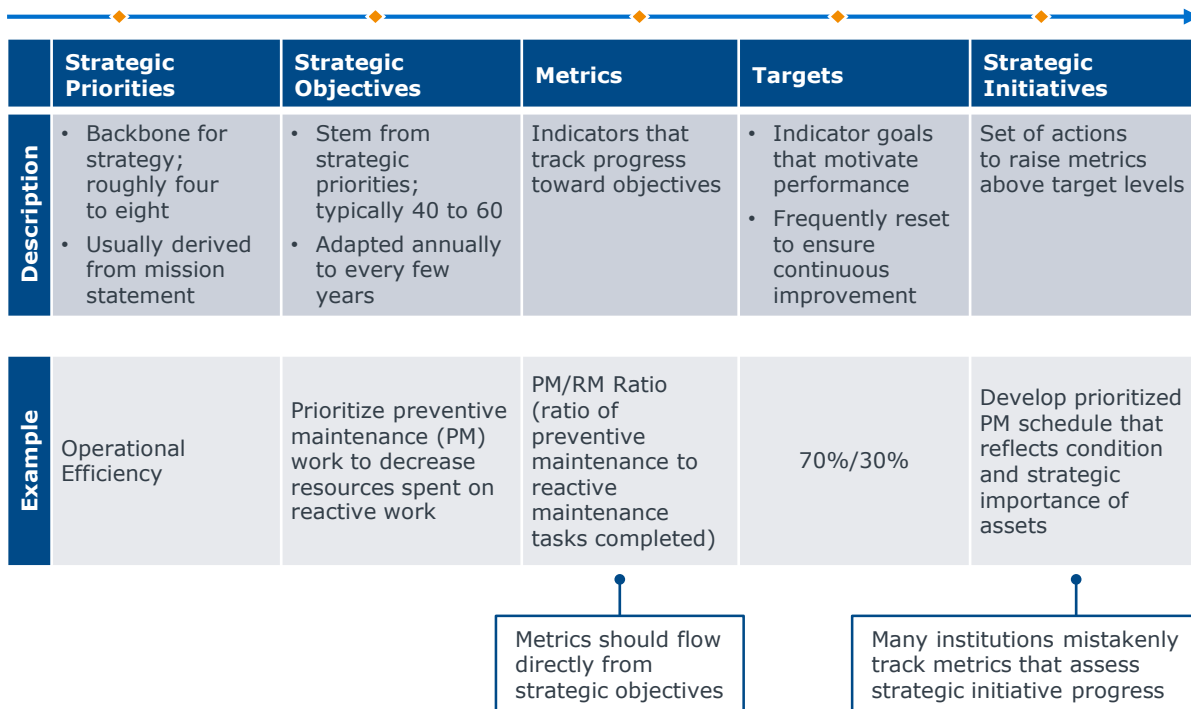 Strategic
Priorities
Strategic
Objectives
Metrics
Targets
Strategic
Initiatives
Description
• Backbone for
strategy;
roughly four
to eight
• Usually derived
from mission
statement
• Stem from
strategic
priorities;
typically 40 to 60
• Adapted annually
to every few
years
Indicators that
track progress
toward objectives
• Indicator goals
that motivate
performance
• Frequently reset
to ensure
continuous
improvement
Set of actions
to raise metrics
above target levels
Example
Operational
Efficiency
Prioritize preventive
maintenance (PM)
work to decrease
resources spent on
reactive work
PM/RM Ratio
(ratio of
preventive
maintenance to
reactive
maintenance
tasks completed)
70%/30%
Develop prioritized
PM schedule that
reflects condition
and strategic
importance of
assets
Metrics should flow
directly from
strategic objectives
Many institutions mistakenly
track metrics that assess
strategic initiative progress